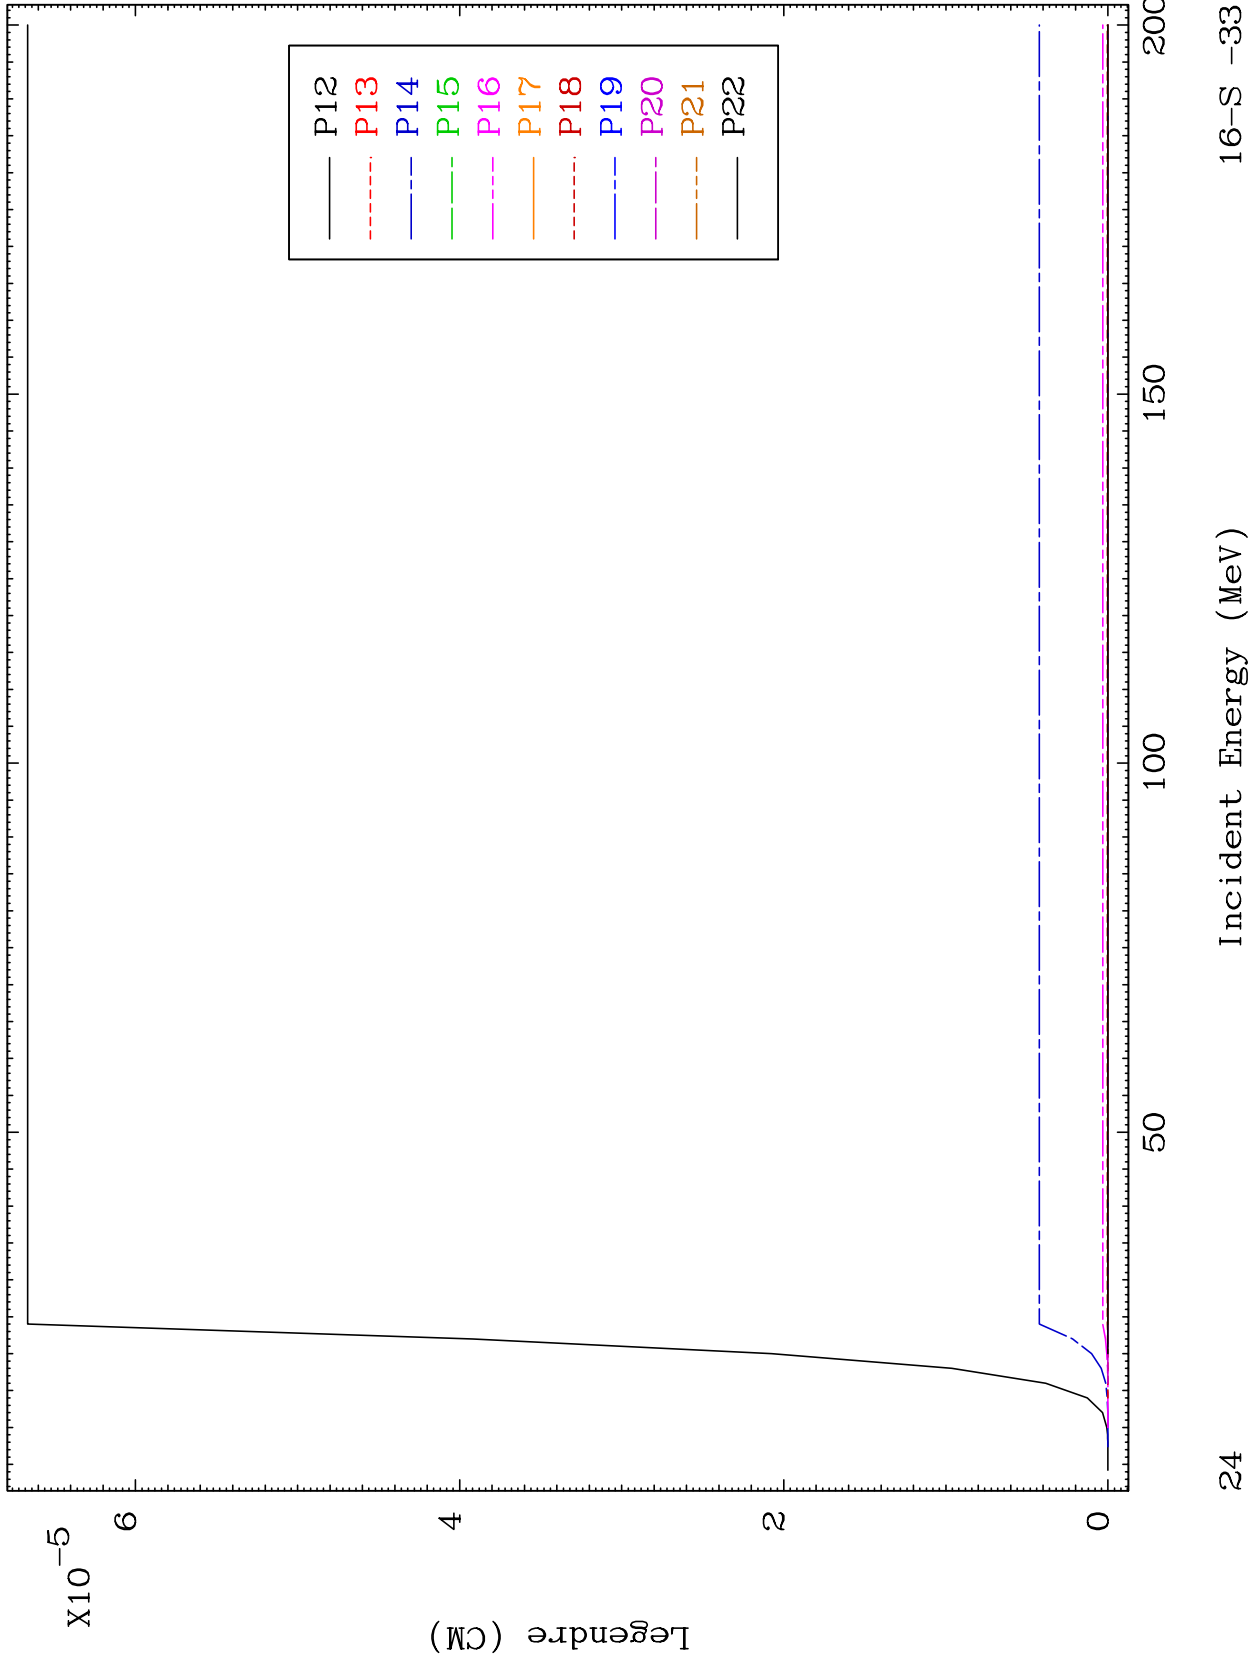 X10-5
6
4
2
0
Legendre (CM)
P12
P13
P14
P15
P16
P17
P18
P19
P20
P21
P22
50
100
150
200
Incident Energy (MeV)
24
16-S -33